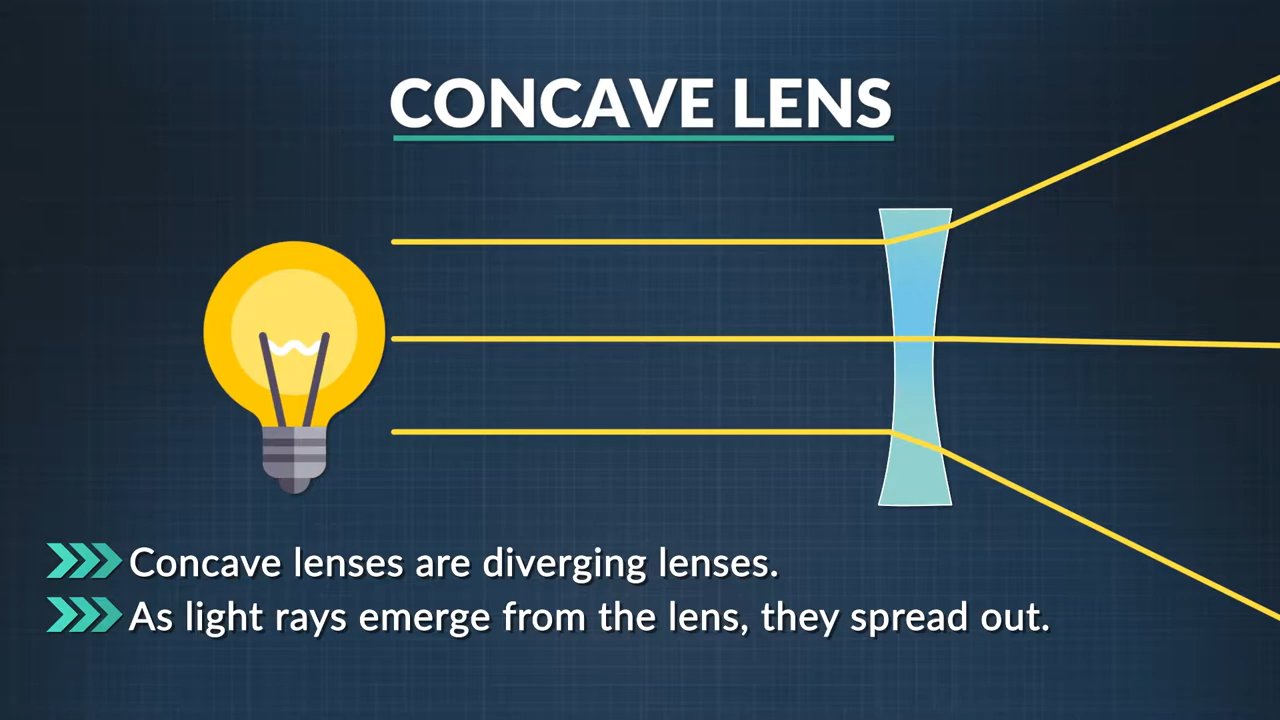 CONCAVE LENS
Concave lenses are diverging lenses.
As light rays emerge from the lens, they spread out.